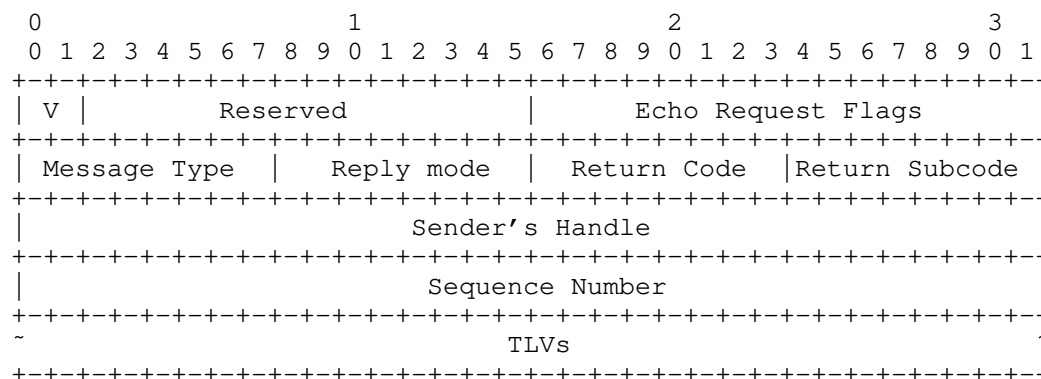 0                   1                   2                   3
 0 1 2 3 4 5 6 7 8 9 0 1 2 3 4 5 6 7 8 9 0 1 2 3 4 5 6 7 8 9 0 1
+-+-+-+-+-+-+-+-+-+-+-+-+-+-+-+-+-+-+-+-+-+-+-+-+-+-+-+-+-+-+-+--
| V |        Reserved           |      Echo Request Flags
+-+-+-+-+-+-+-+-+-+-+-+-+-+-+-+-+-+-+-+-+-+-+-+-+-+-+-+-+-+-+-+--
| Message Type  |   Reply mode  |  Return Code  |Return Subcode
+-+-+-+-+-+-+-+-+-+-+-+-+-+-+-+-+-+-+-+-+-+-+-+-+-+-+-+-+-+-+-+--
|                        Sender's Handle
+-+-+-+-+-+-+-+-+-+-+-+-+-+-+-+-+-+-+-+-+-+-+-+-+-+-+-+-+-+-+-+--
|                         Sequence Number
+-+-+-+-+-+-+-+-+-+-+-+-+-+-+-+-+-+-+-+-+-+-+-+-+-+-+-+-+-+-+-+--
~                              TLVs                             ~
+-+-+-+-+-+-+-+-+-+-+-+-+-+-+-+-+-+-+-+-+-+-+-+-+-+-+-+-+-+-+-+--